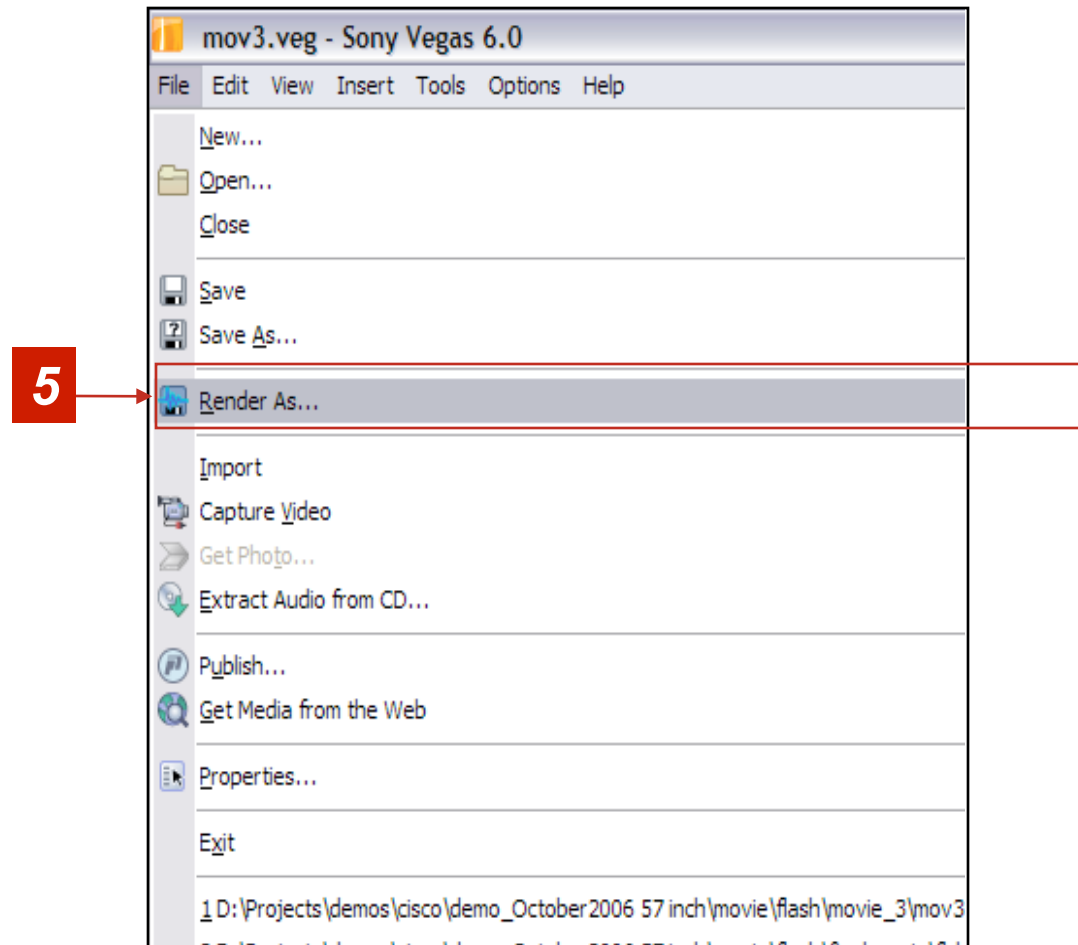 mov3.veg - Sony Vegas 6.0
File Edit View Insert Tools Options Help
New...
Open...
Close
Save
Save As...
5
Render As...
Import
Capture Video
Get Photo...
Extract Audio from CD...
Publish...
Get Media from the Web
Properties...
Exit
1 D:\Projects\demos\cisco\demo_October2006 57 inch\movie\flash\movie_3\mov3